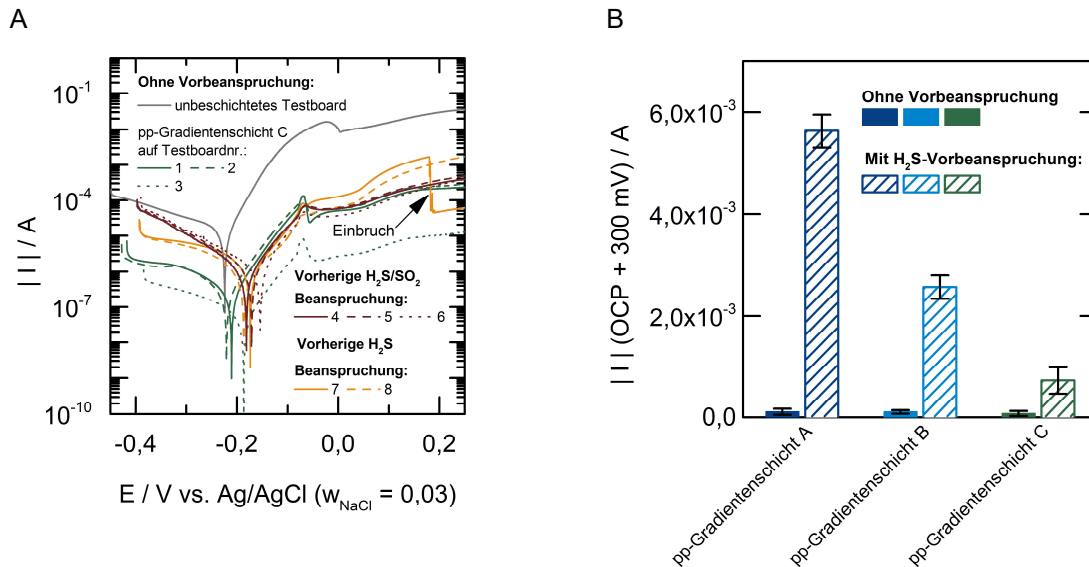 A
| I | / A
10⁻¹
10⁻⁴
10⁻⁷
10⁻¹⁰
Ohne Vorbeanspruchung:
unbeschichtetes Testboard
pp-Gradientenschicht C
auf Testboardnr.:
1 2
3
Einbruch
Vorherige H₂S/SO₂
Beanspruchung:
4 5 6
Vorherige H₂S
Beanspruchung:
7 8
-0,4 -0,2 0,0 0,2
E / V vs. Ag/AgCl (w_NaCl = 0,03)
B
| I | (OCP + 300 mV) / A
6,0x10⁻³
4,0x10⁻³
2,0x10⁻³
0,0
Ohne Vorbeanspruchung
Mit H₂S-Vorbeanspruchung:
pp-Gradientenschicht A
pp-Gradientenschicht B
pp-Gradientenschicht C